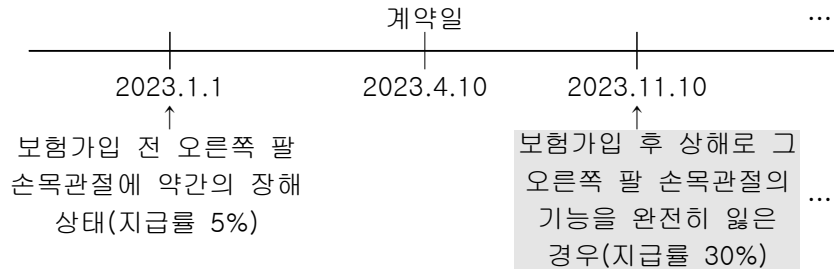 계약일 …
2023.1.1 2023.4.10 2023.11.10
↑ ↑
보험가입 전 오른쪽 팔
손목관절에 약간의 장해
상태(지급률 5%)
보험가입 후 상해로 그
오른쪽 팔 손목관절의
기능을 완전히 잃은
경우(지급률 30%)
…